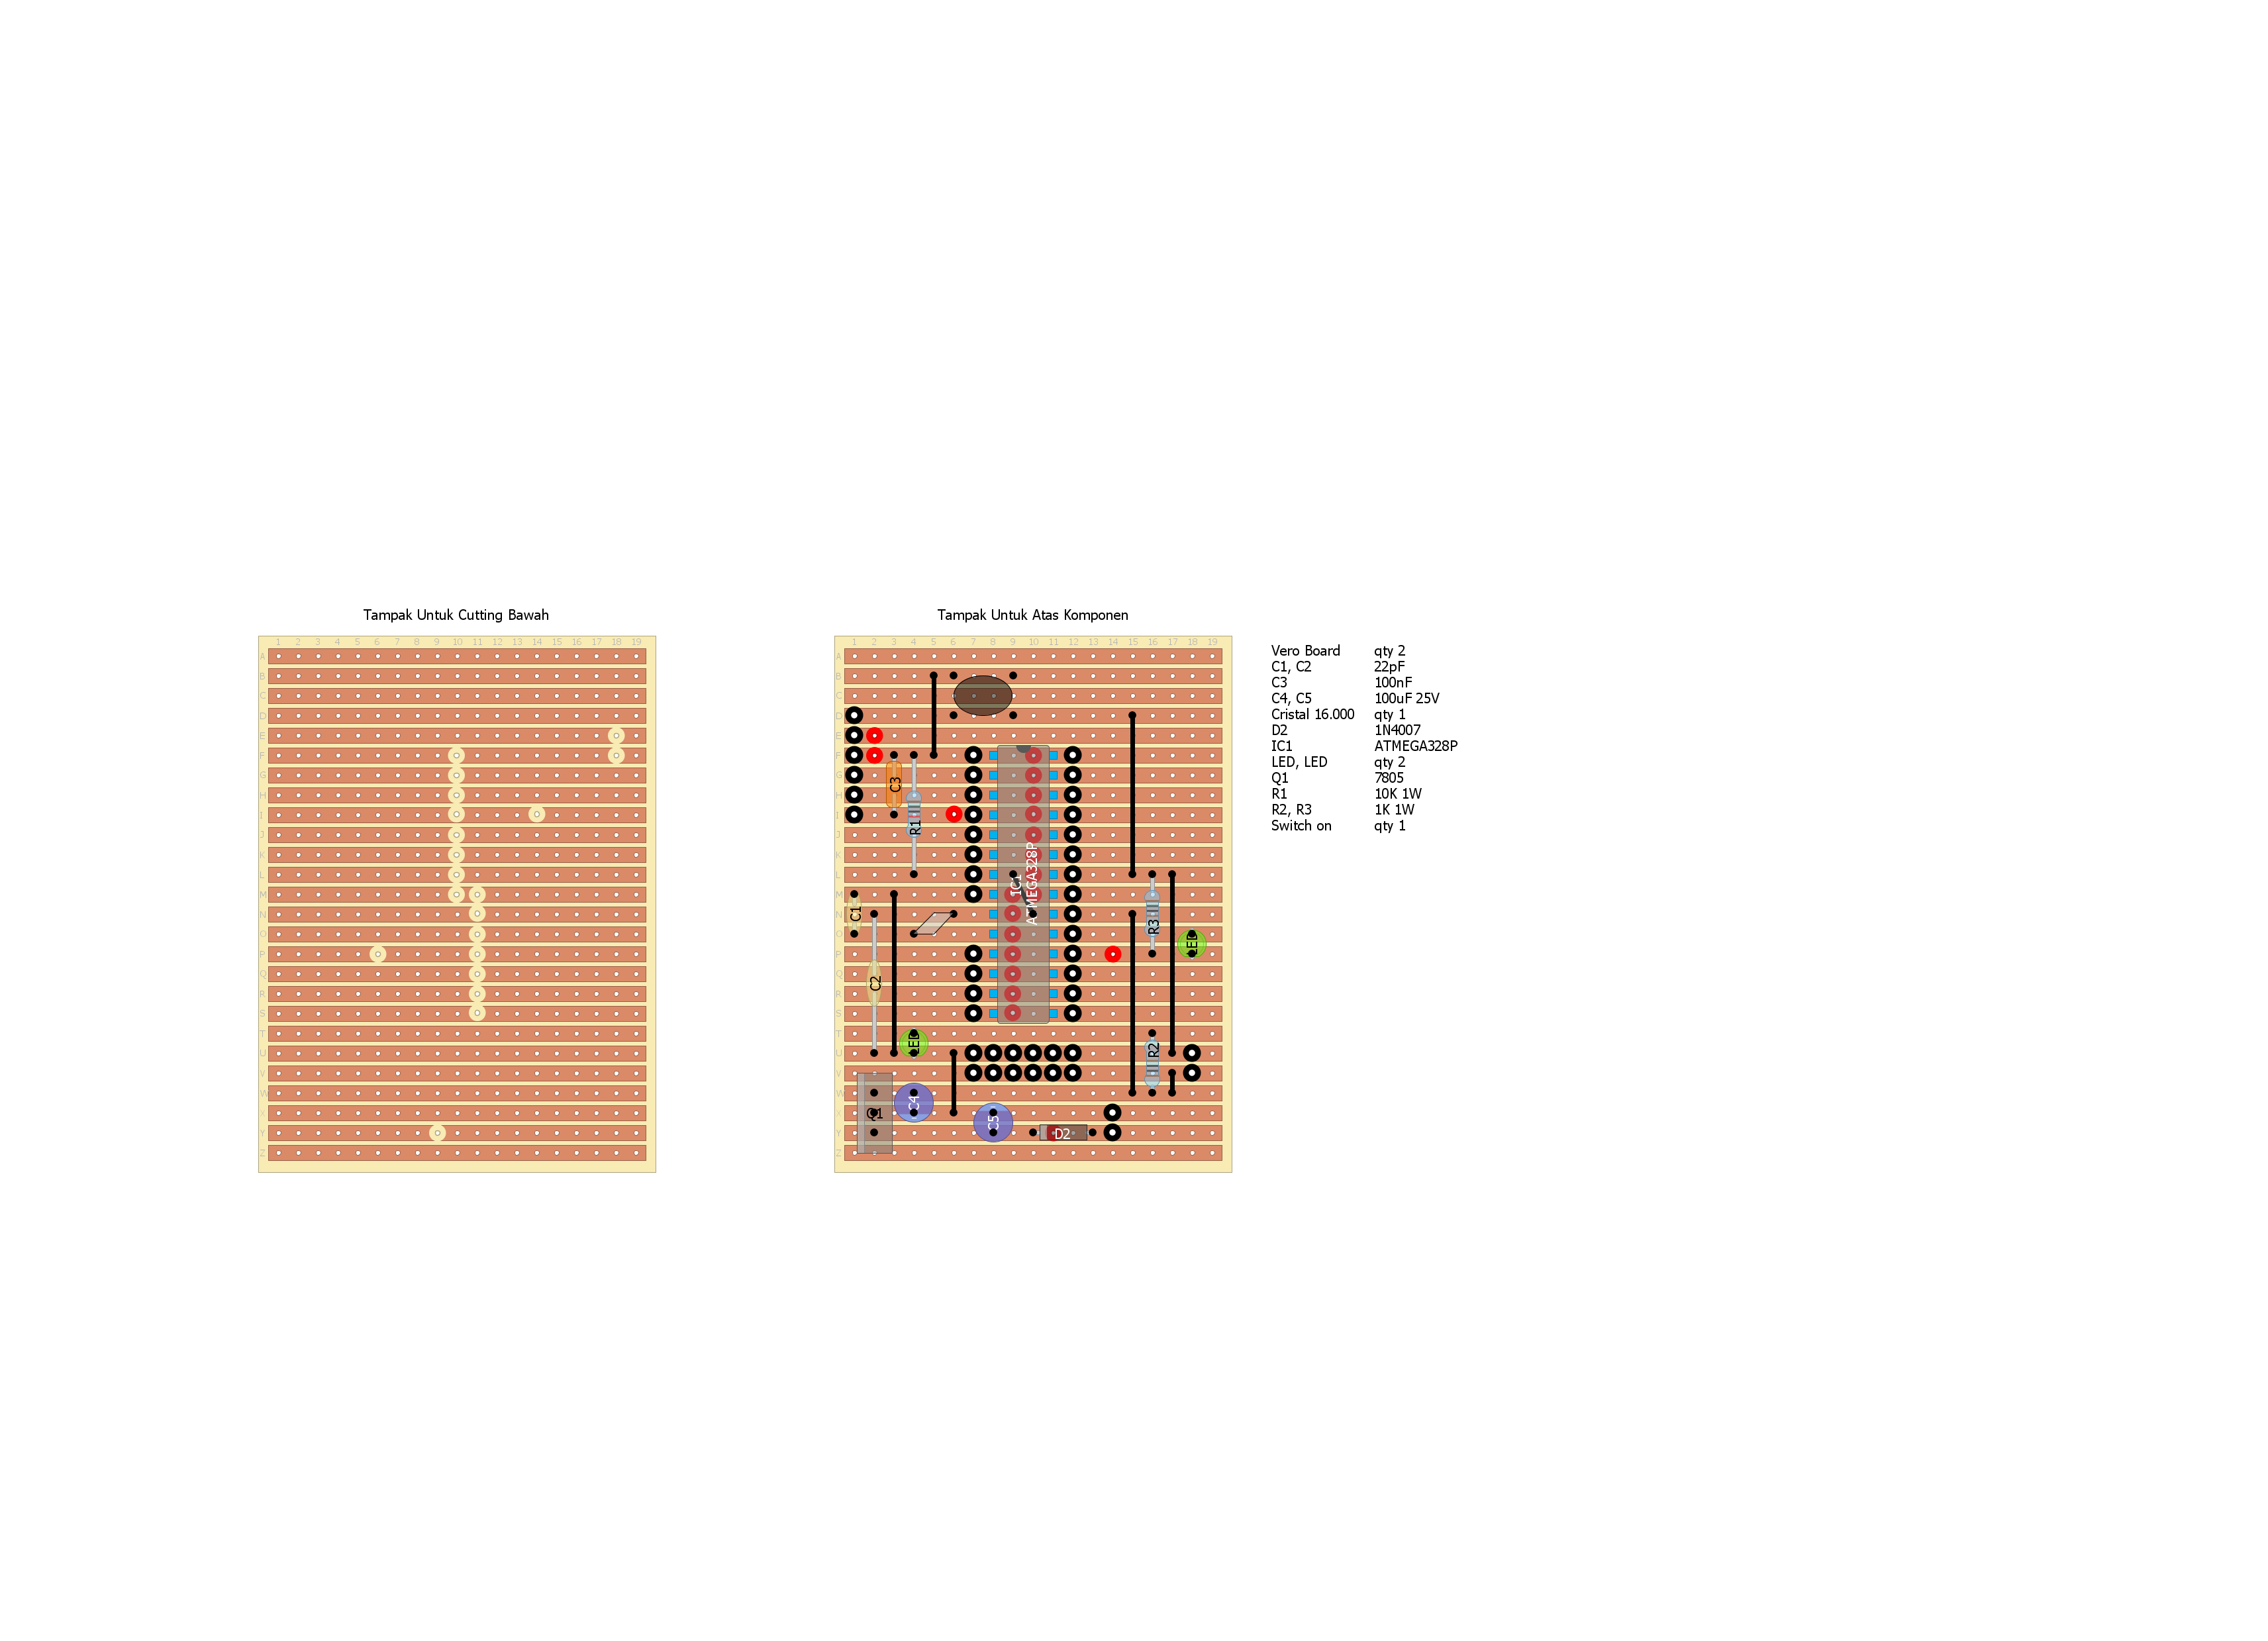 Tampak Untuk Cutting Bawah
1 2 3 4 5 6 7 8 9 10 11 12 13 14 15 16 17 18 19
A
B
C
D
E
F
G
H
I
J
K
L
M
N
O
P
Q
R
S
T
U
V
W
X
Y
Z
Tampak Untuk Atas Komponen
1 2 3 4 5 6 7 8 9 10 11 12 13 14 15 16 17 18 19
A
B
C
D
E
F
G
H
I
J
K
L
M
N
O
P
Q
R
S
T
U
V
W
X
Y
Z
C3
R1
IC1
ATMEGA328P
C1
R3
LED
C2
LED
R2
Q1
C4
C5
D2
Vero Board qty 2
C1, C2 22pF
C3 100nF
C4, C5 100uF 25V
Cristal 16.000 qty 1
D2 1N4007
IC1 ATMEGA328P
LED, LED qty 2
Q1 7805
R1 10K 1W
R2, R3 1K 1W
Switch on qty 1